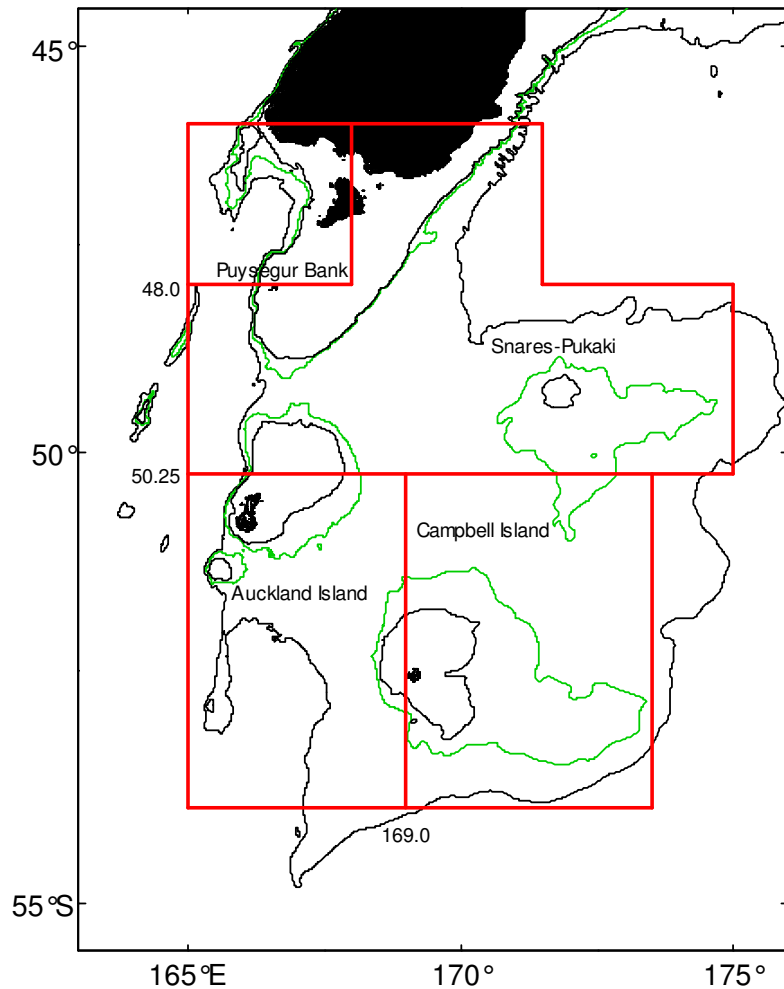 45°
Puysegur Bank
48.0
Snares-Pukaki
50°
50.25
Campbell Island
Auckland Island
169.0
55°S
165°E
170°
175°